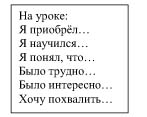 На уроке:
Я приобрёл…
Я научился…
Я понял, что…
Было трудно…
Было интересно…
Хочу похвалить…